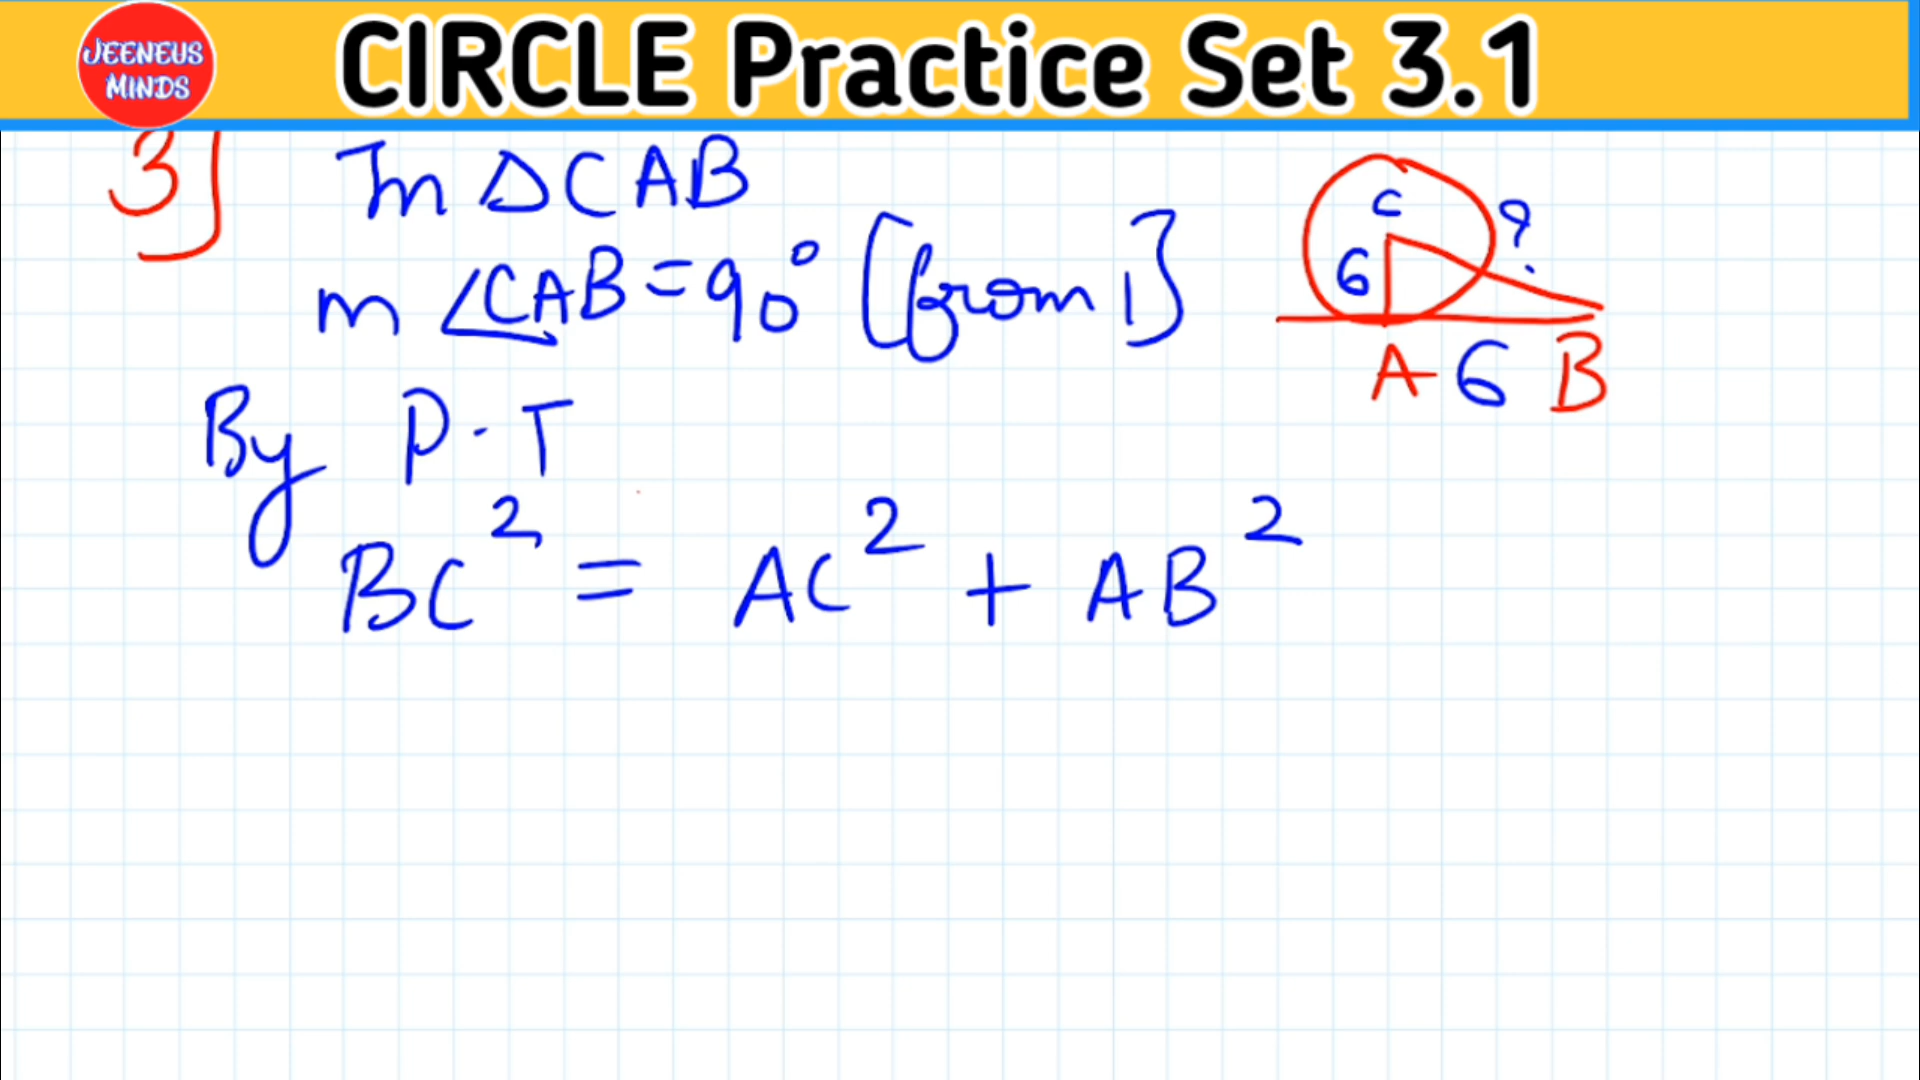 JEENEUS
MINDS
CIRCLE Practice Set 3.1
3] In ΔCAB
m ∠CAB = 90° [from 1]
By P.T
BC² = AC² + AB²
C
?
6
A 6 B